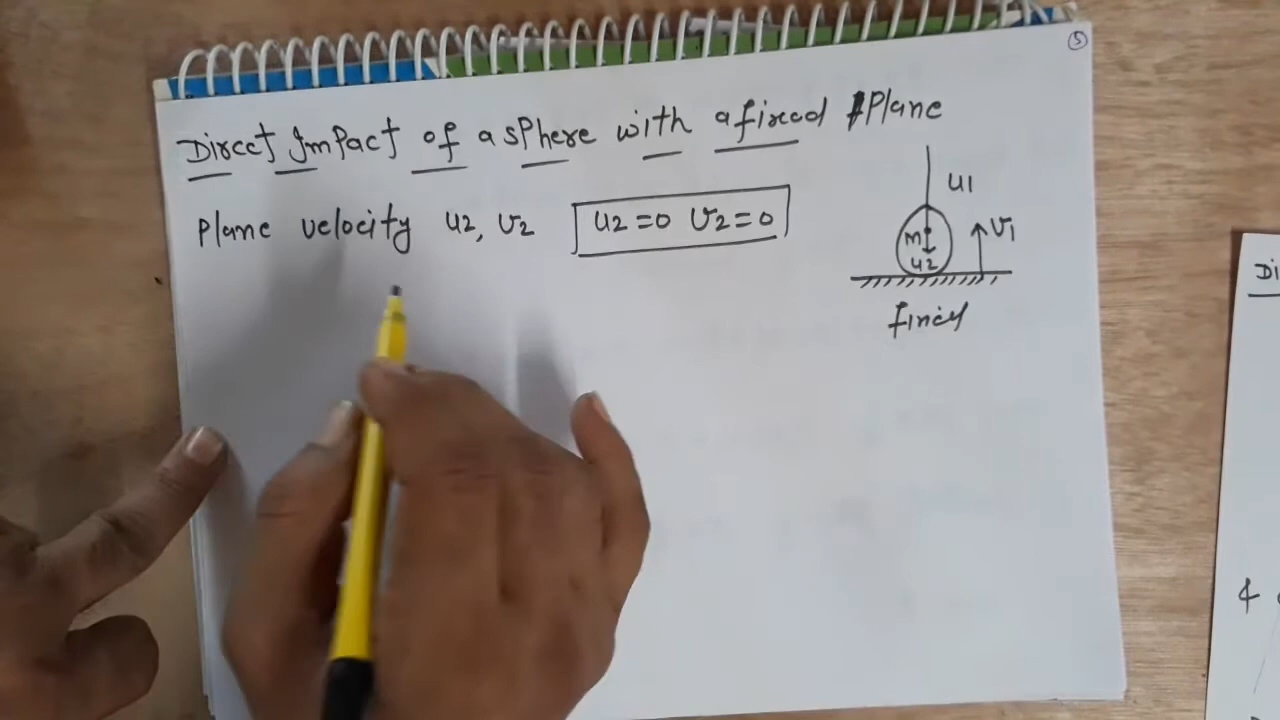 5
Direct Impact of a sphere with a fixed Plane
Plane velocity u2, v2 u2=0 v2=0
u1
v1
m
u2
Di
&